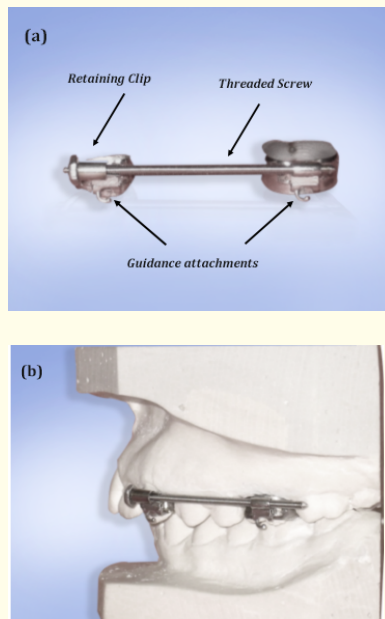 (a)
Retaining Clip
Threaded Screw
Guidance attachments
(b)